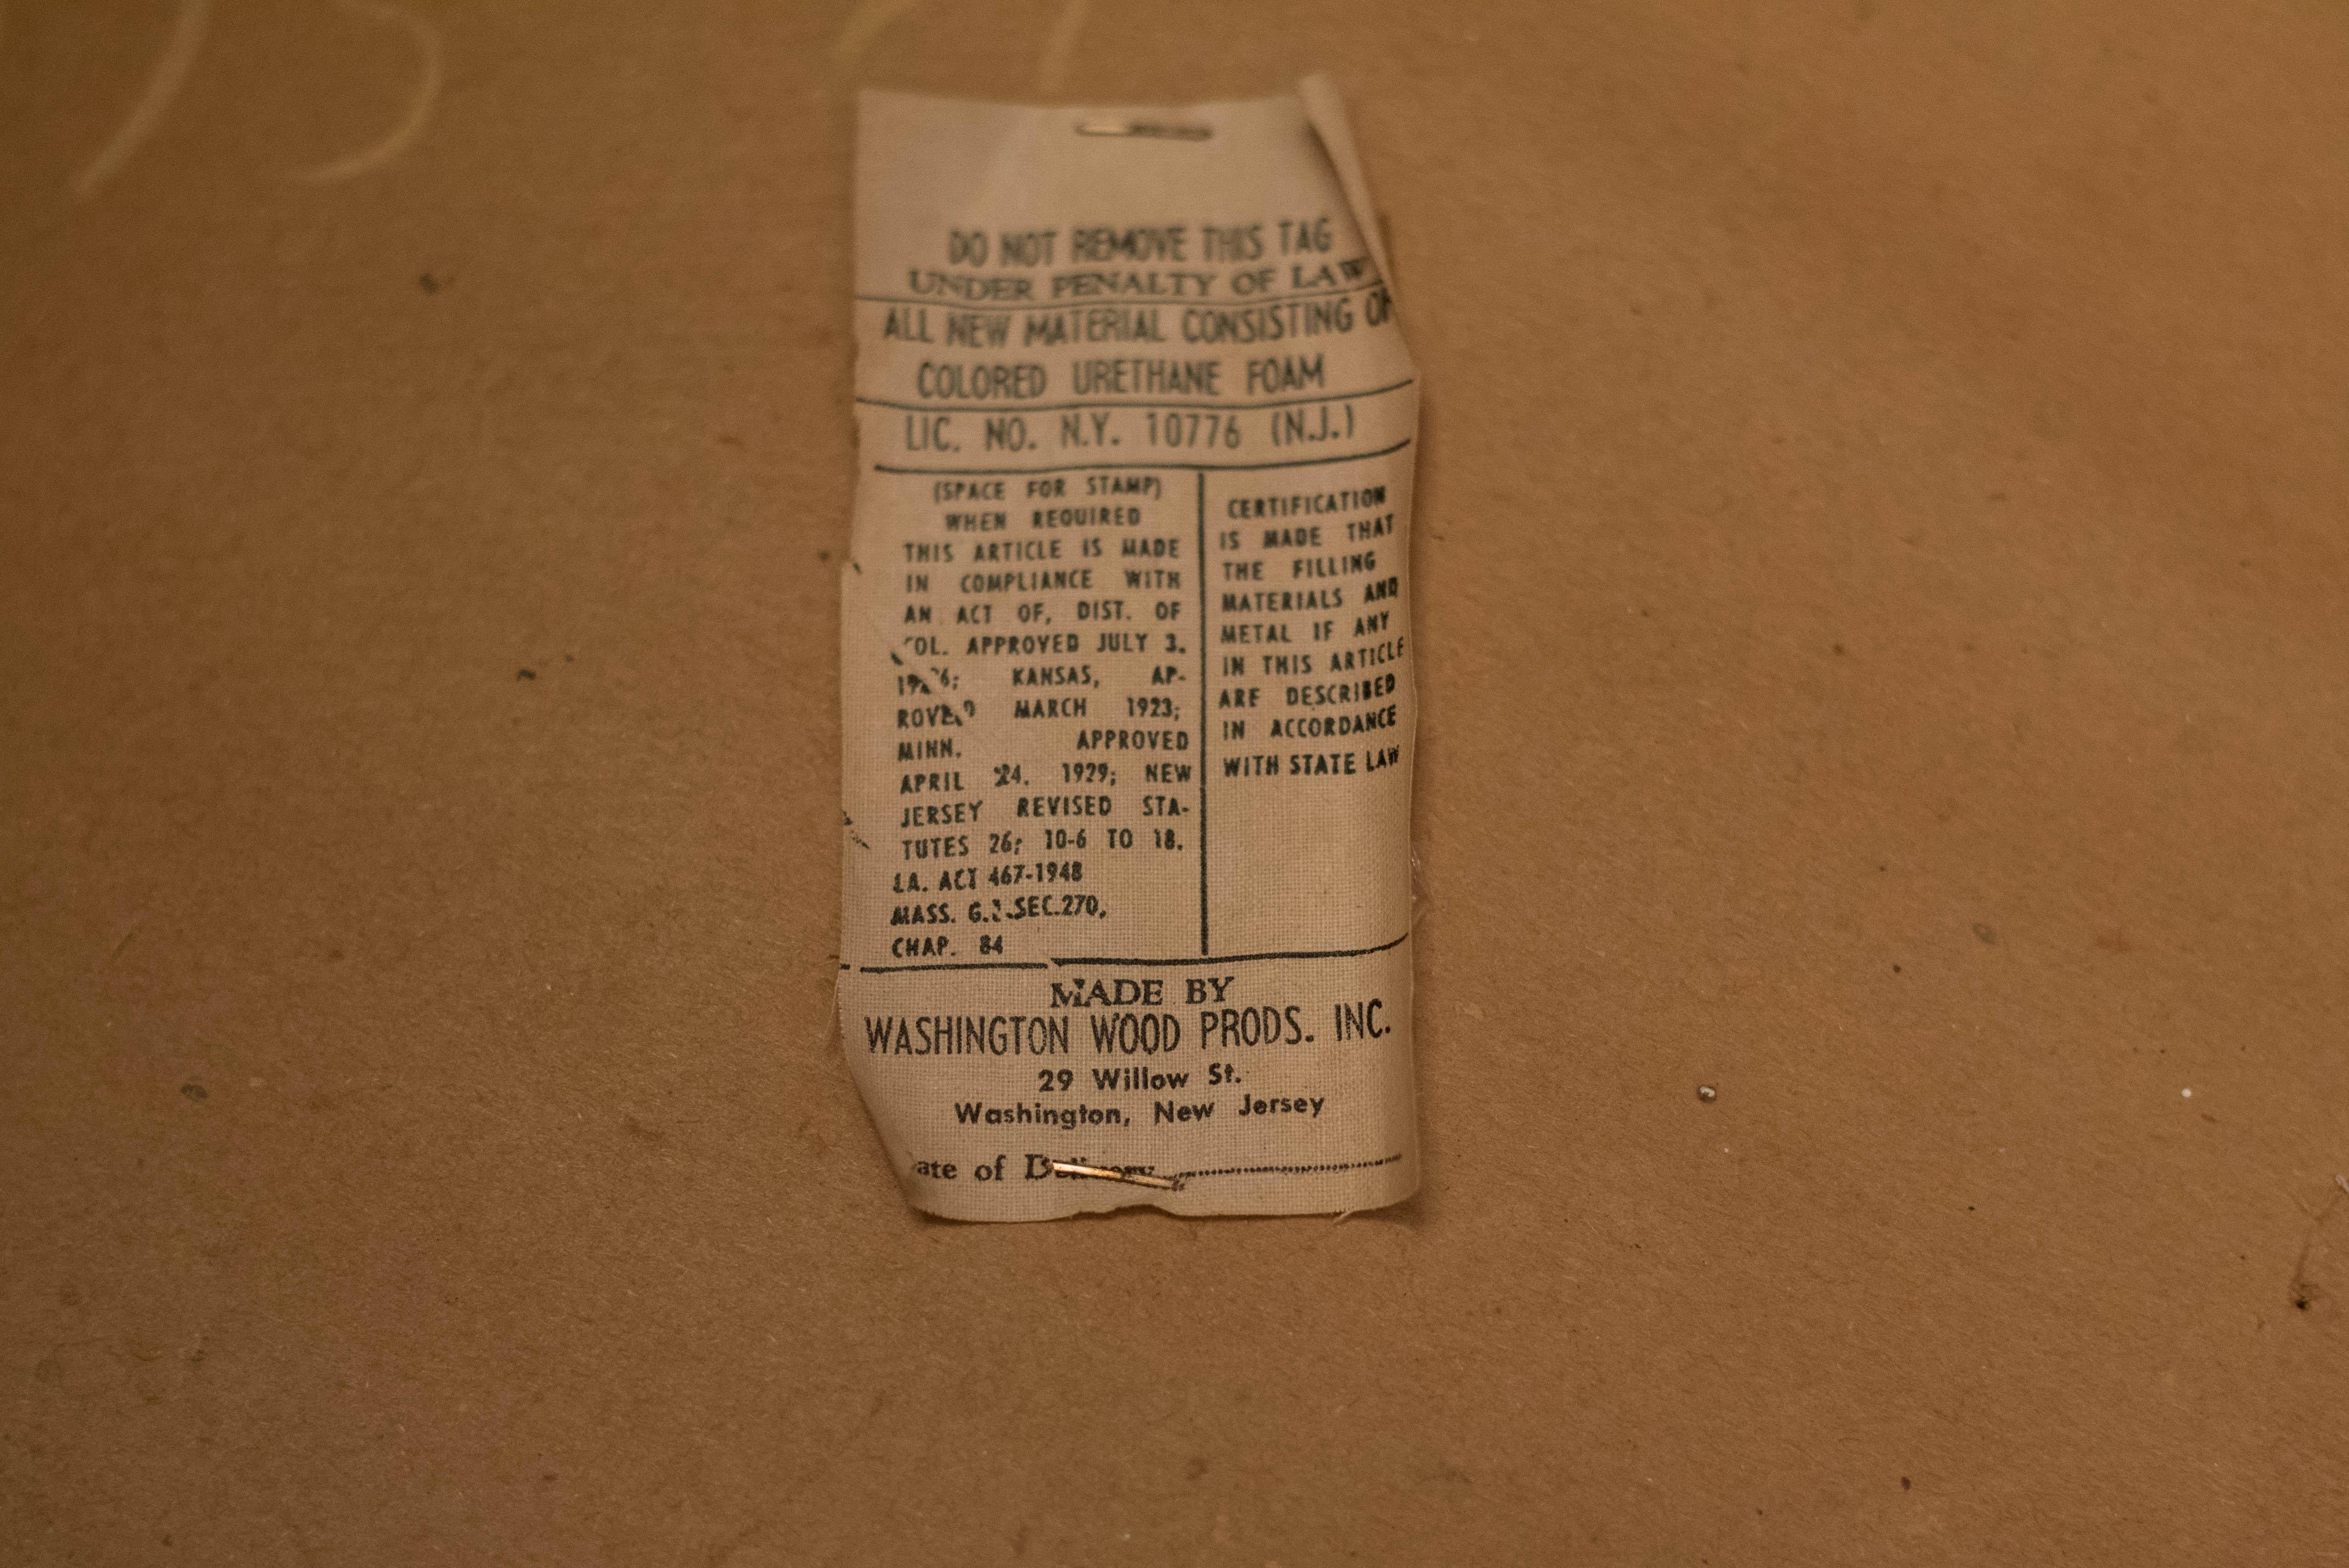 DO NOT REMOVE THIS TAG
UNDER PENALTY OF LAW
ALL NEW MATERIAL CONSISTING OF
COLORED URETHANE FOAM
LIC. NO. N.Y. 10776 (N.J.)
(SPACE FOR STAMP)
WHEN REQUIRED
THIS ARTICLE IS MADE
IN COMPLIANCE WITH
AN ACT OF, DIST. OF
COL. APPROVED JULY 3.
KANSAS, AP-
ROVED MARCH 1923;
MINN. APPROVED
APRIL 24. 1929; NEW
JERSEY REVISED STA-
TUTES 26; 10-6 TO 18.
LA. ACT 467-1948
MASS. SEC.270,
CHAP. 84
CERTIFICATION
IS MADE THAT
THE FILLING
MATERIALS AND
METAL IF ANY
IN THIS ARTICLE
ARE DESCRIBED
IN ACCORDANCE
WITH STATE LAW
MADE BY
WASHINGTON WOOD PRODS. INC.
29 Willow St.
Washington, New Jersey
ate of Delivery